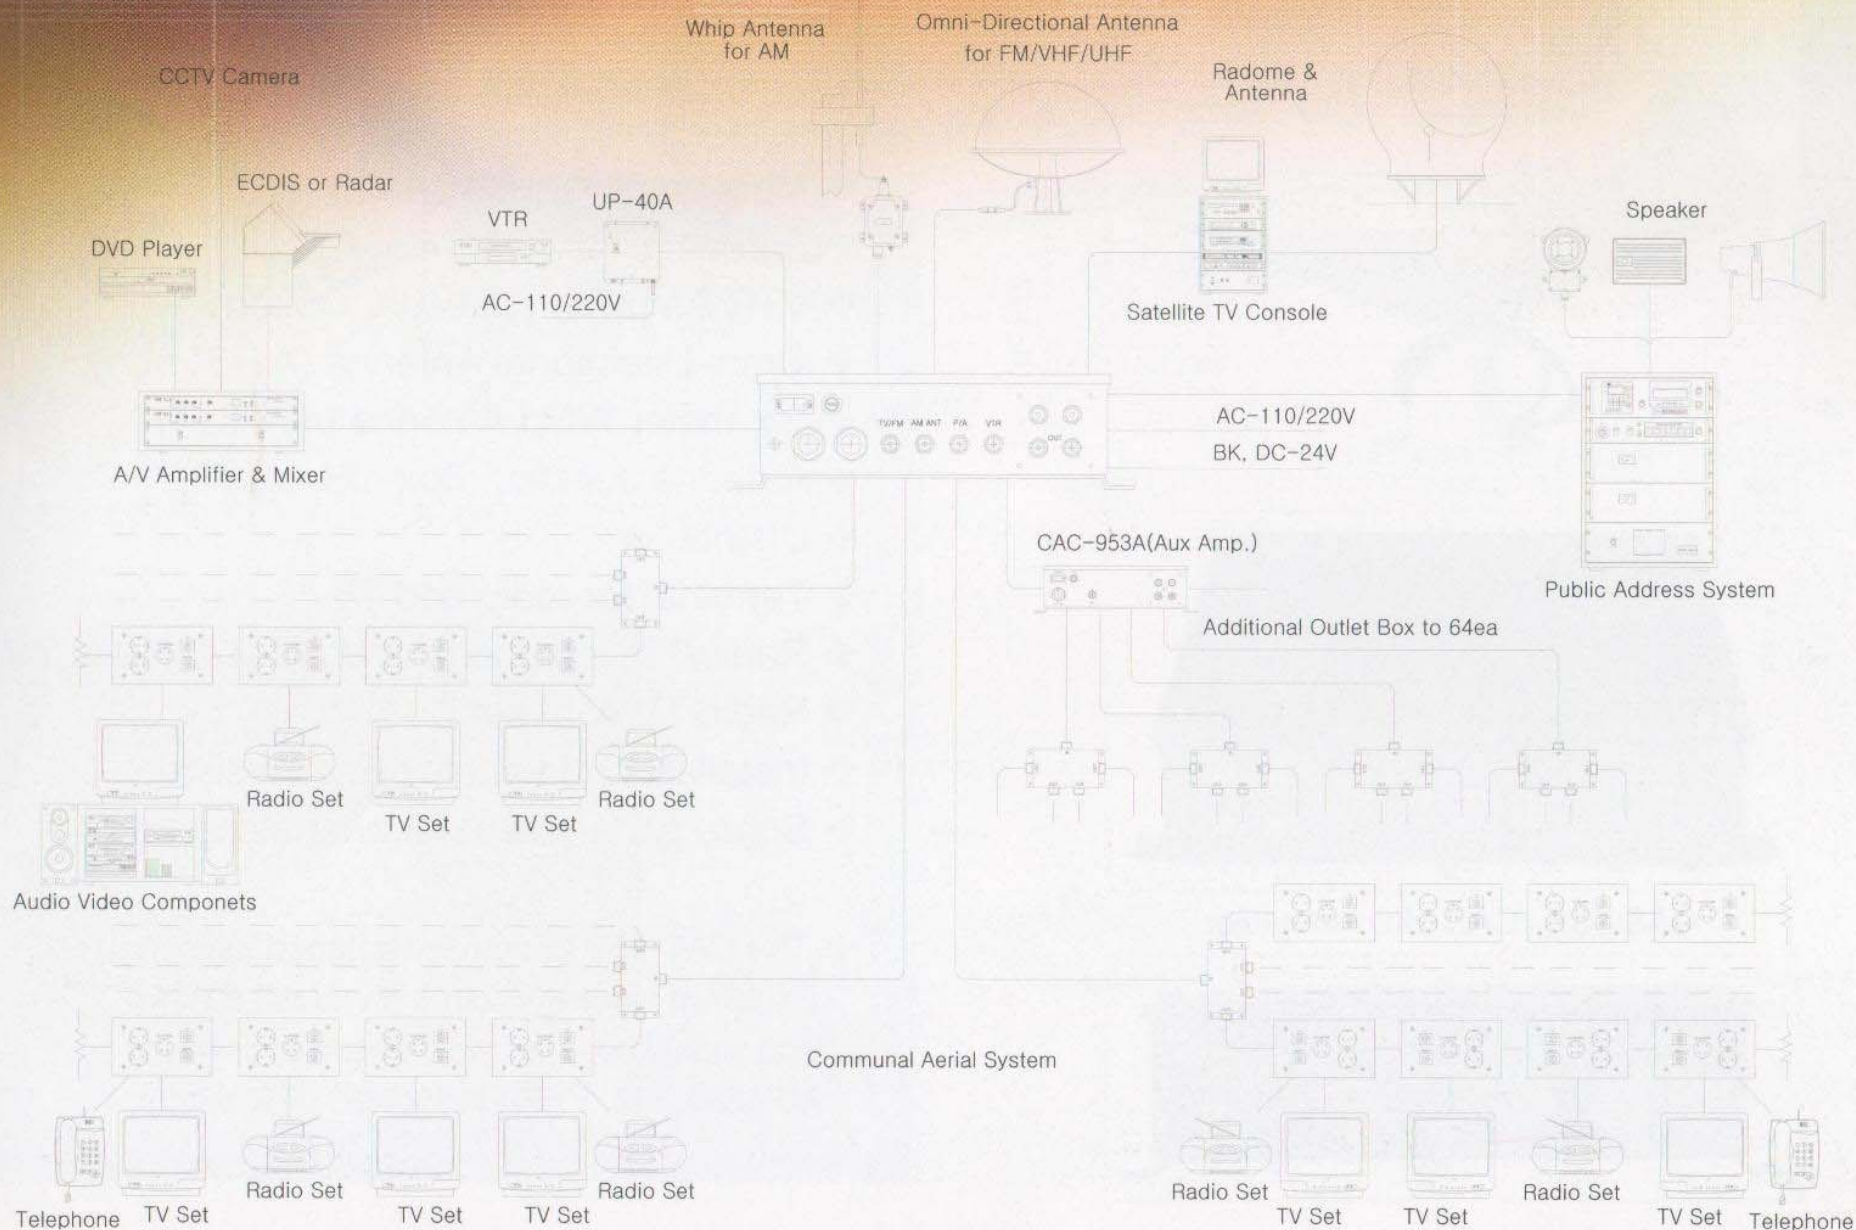 Whip Antenna
for AM
Omni-Directional Antenna
for FM/VHF/UHF
CCTV Camera
Radome &
Antenna
ECDIS or Radar
UP-40A
VTR
DVD Player
Speaker
AC-110/220V
Satellite TV Console
TV/FM AM ANT P/A VTR
OUT
AC-110/220V
BK, DC-24V
A/V Amplifier & Mixer
CAC-953A(Aux Amp.)
Public Address System
Additional Outlet Box to 64ea
Radio Set
TV Set
TV Set
Radio Set
Audio Video Componets
Communal Aerial System
Telephone
TV Set
Radio Set
TV Set
TV Set
Radio Set
Radio Set
TV Set
TV Set
Radio Set
TV Set
Telephone